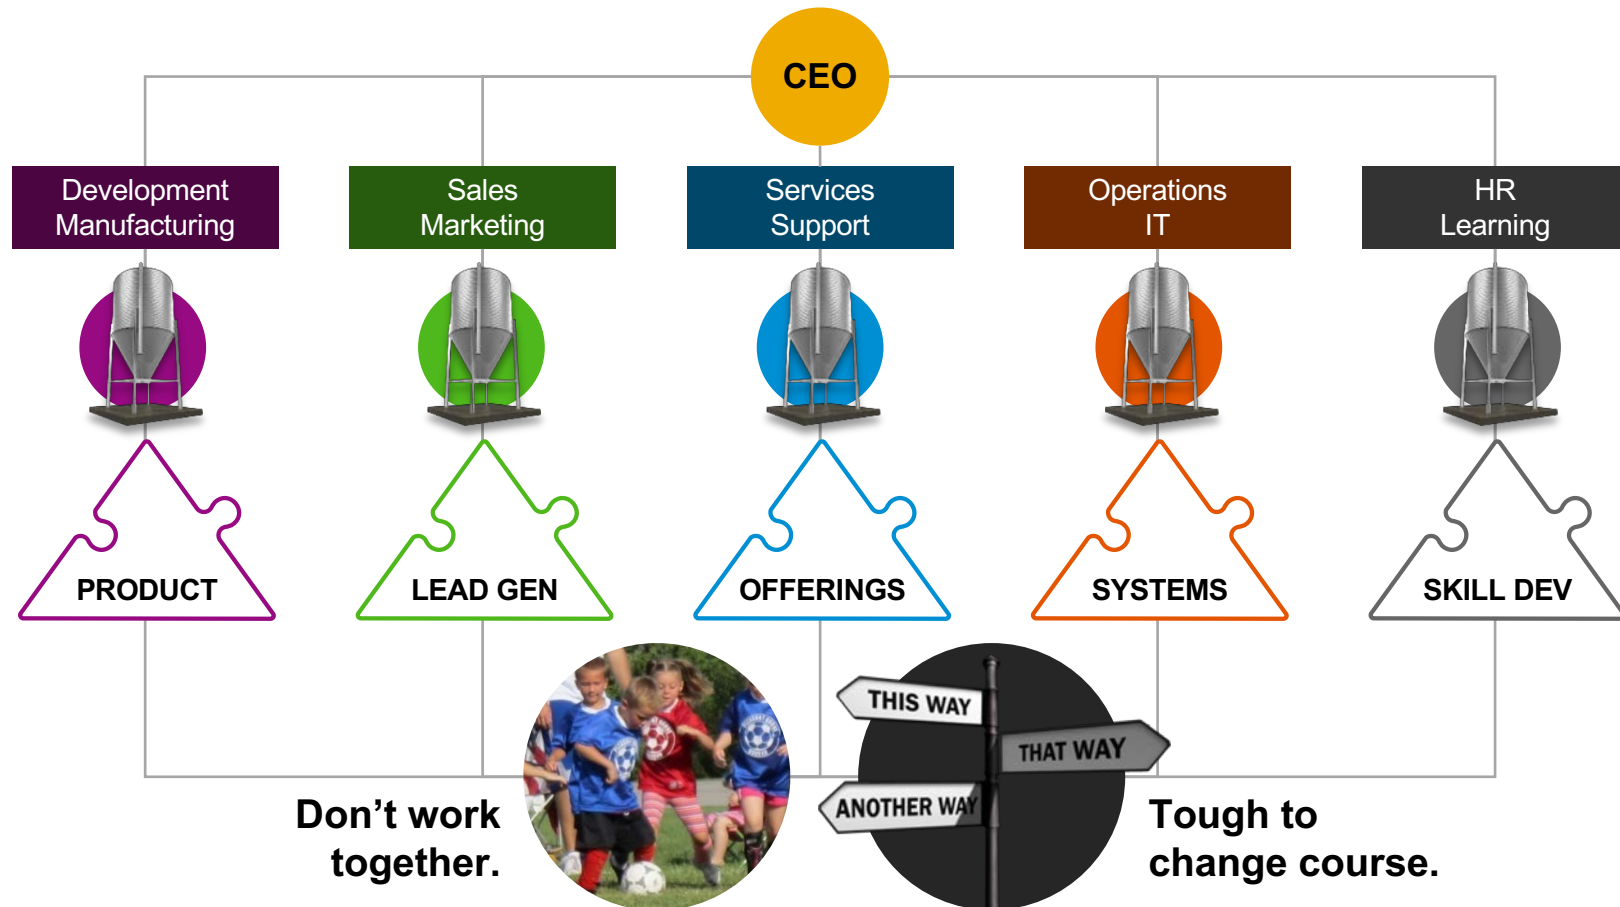 CEO
Development
Manufacturing
Sales
Marketing
Services
Support
Operations
IT
HR
Learning
PRODUCT
LEAD GEN
OFFERINGS
SYSTEMS
SKILL DEV
THIS WAY
THAT WAY
ANOTHER WAY
Don’t work
together.
Tough to
change course.